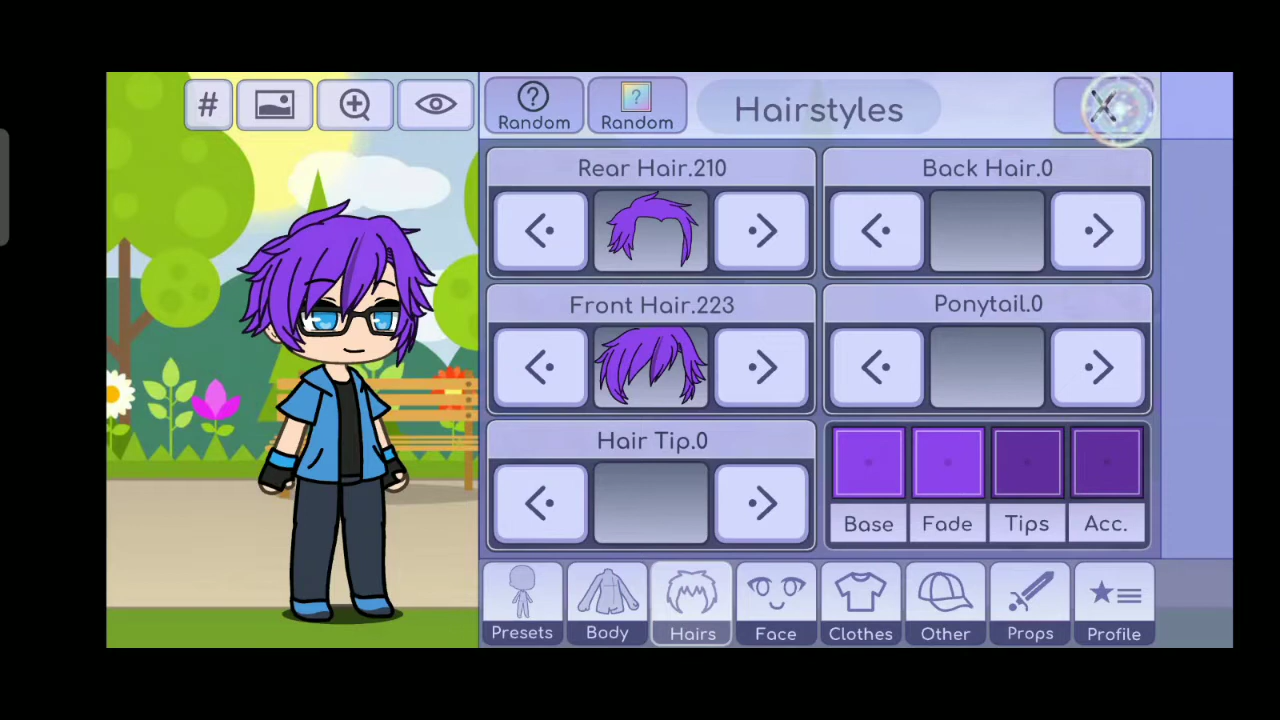 #
Random
Random
Hairstyles
X
Rear Hair.210
Back Hair.0
Front Hair.223
Ponytail.0
Hair Tip.0
Base
Fade
Tips
Acc.
Presets
Body
Hairs
Face
Clothes
Other
Props
Profile